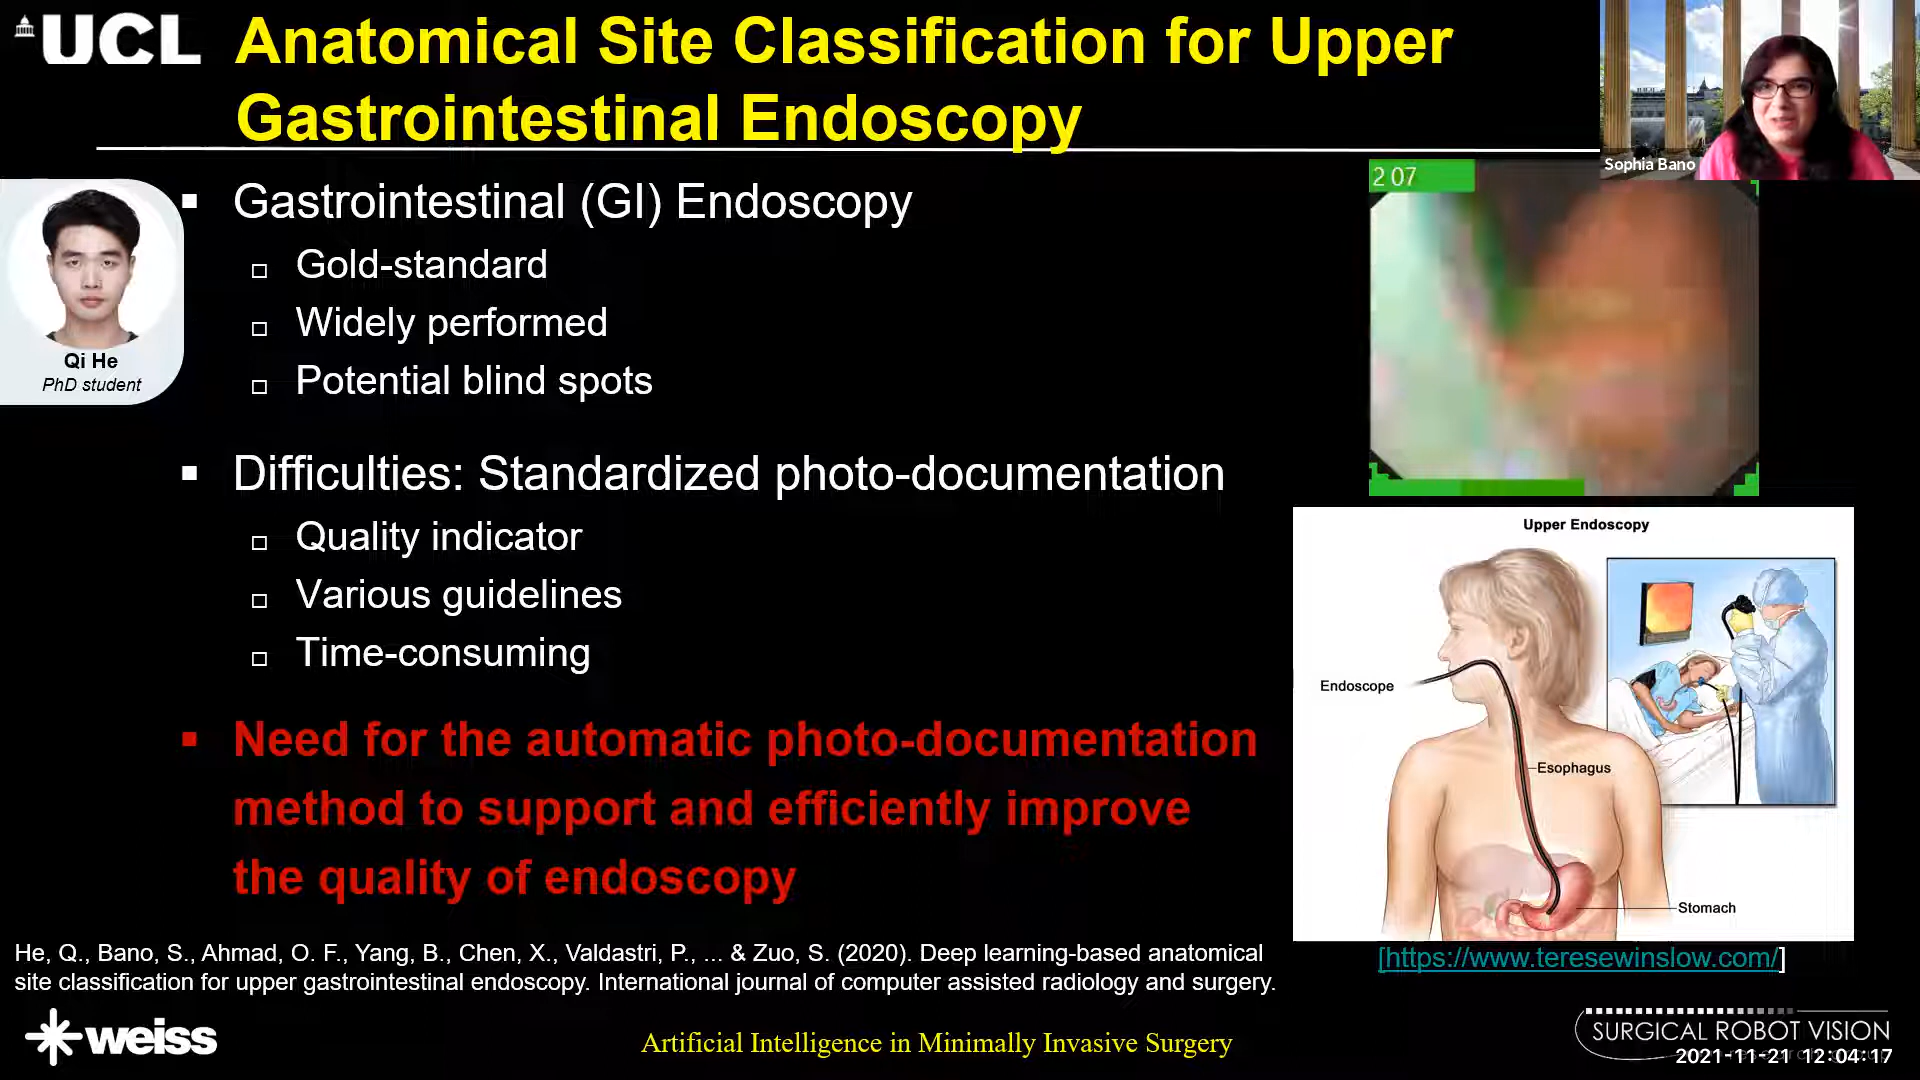 UCL
Anatomical Site Classification for Upper
Gastrointestinal Endoscopy
Sophia Bano
2 07
Qi He
PhD student
Gastrointestinal (GI) Endoscopy
Gold-standard
Widely performed
Potential blind spots
Difficulties: Standardized photo-documentation
Quality indicator
Various guidelines
Time-consuming
Need for the automatic photo-documentation
method to support and efficiently improve
the quality of endoscopy
Upper Endoscopy
Endoscope
Esophagus
Stomach
[https://www.teresewinslow.com/]
He, Q., Bano, S., Ahmad, O. F., Yang, B., Chen, X., Valdastri, P., ... & Zuo, S. (2020). Deep learning-based anatomical
site classification for upper gastrointestinal endoscopy. International journal of computer assisted radiology and surgery.
weiss
Artificial Intelligence in Minimally Invasive Surgery
SURGICAL ROBOT VISION
2021-11-21 12:04:17